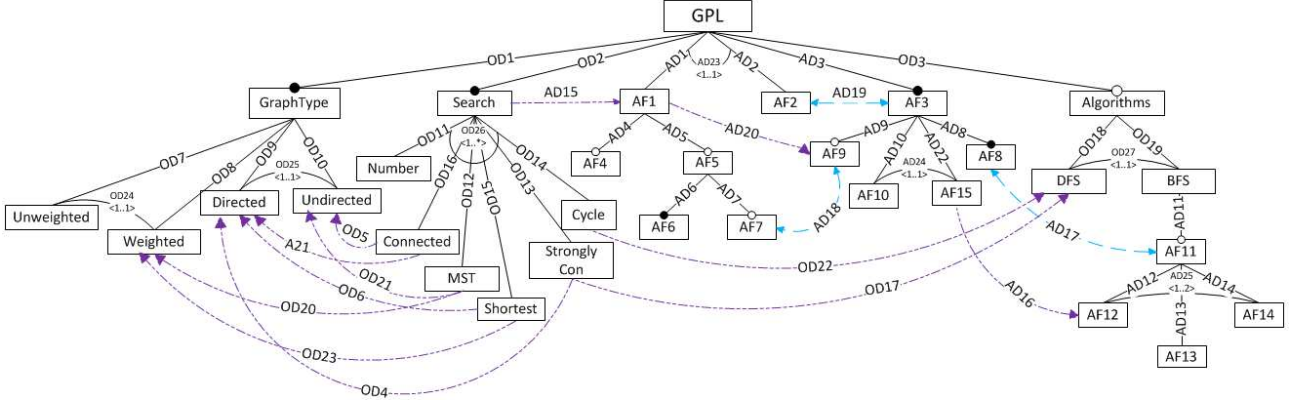 GPL
OD1
OD2
AD1
AD23
<1..1>
AD2
AD3
OD3
GraphType
Search
AD15
AF1
AF2
AD19
AF3
Algorithms
OD7
OD8
OD9
OD25
<1..1>
OD10
OD11
OD26
<1..*>
OD14
AD4
AD5
AD20
AD9
AD10
AD24
<1..1>
AD22
AD8
OD18
OD27
<1..1>
OD19
Number
OD16
OD12
OD15
OD13
AF4
AF5
AF9
AF8
Unweighted
OD24
<1..1>
Directed
Undirected
AD6
AD7
AF10
AF15
DFS
BFS
Weighted
OD5
A21
Connected
Cycle
AF6
AF7
AD18
AD11
AD17
Strongly
Con
AF11
MST
OD21
OD6
OD20
Shortest
OD22
OD17
AD16
AD12
AD25
<1..2>
AD14
AF12
AD13
AF14
OD23
AF13
OD4